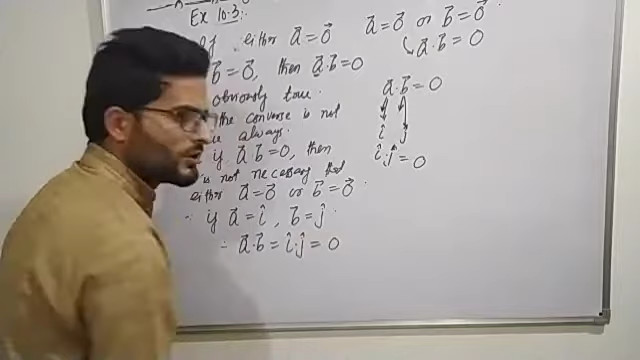 Ex 10.3:
If either a⃗ = 0⃗
b⃗ = 0⃗, then a⃗.b⃗ = 0
obviously true.
the converse is not
always.
if a⃗.b⃗ = 0, then
is not necessary that
either a⃗ = 0⃗ or b⃗ = 0⃗.
if a⃗ = î, b⃗ = ĵ.
∴ a⃗.b⃗ = î.ĵ = 0
a⃗ = 0⃗ or b⃗ = 0⃗
a⃗.b⃗ = 0
a⃗.b⃗ = 0
î ĵ
î.ĵ = 0